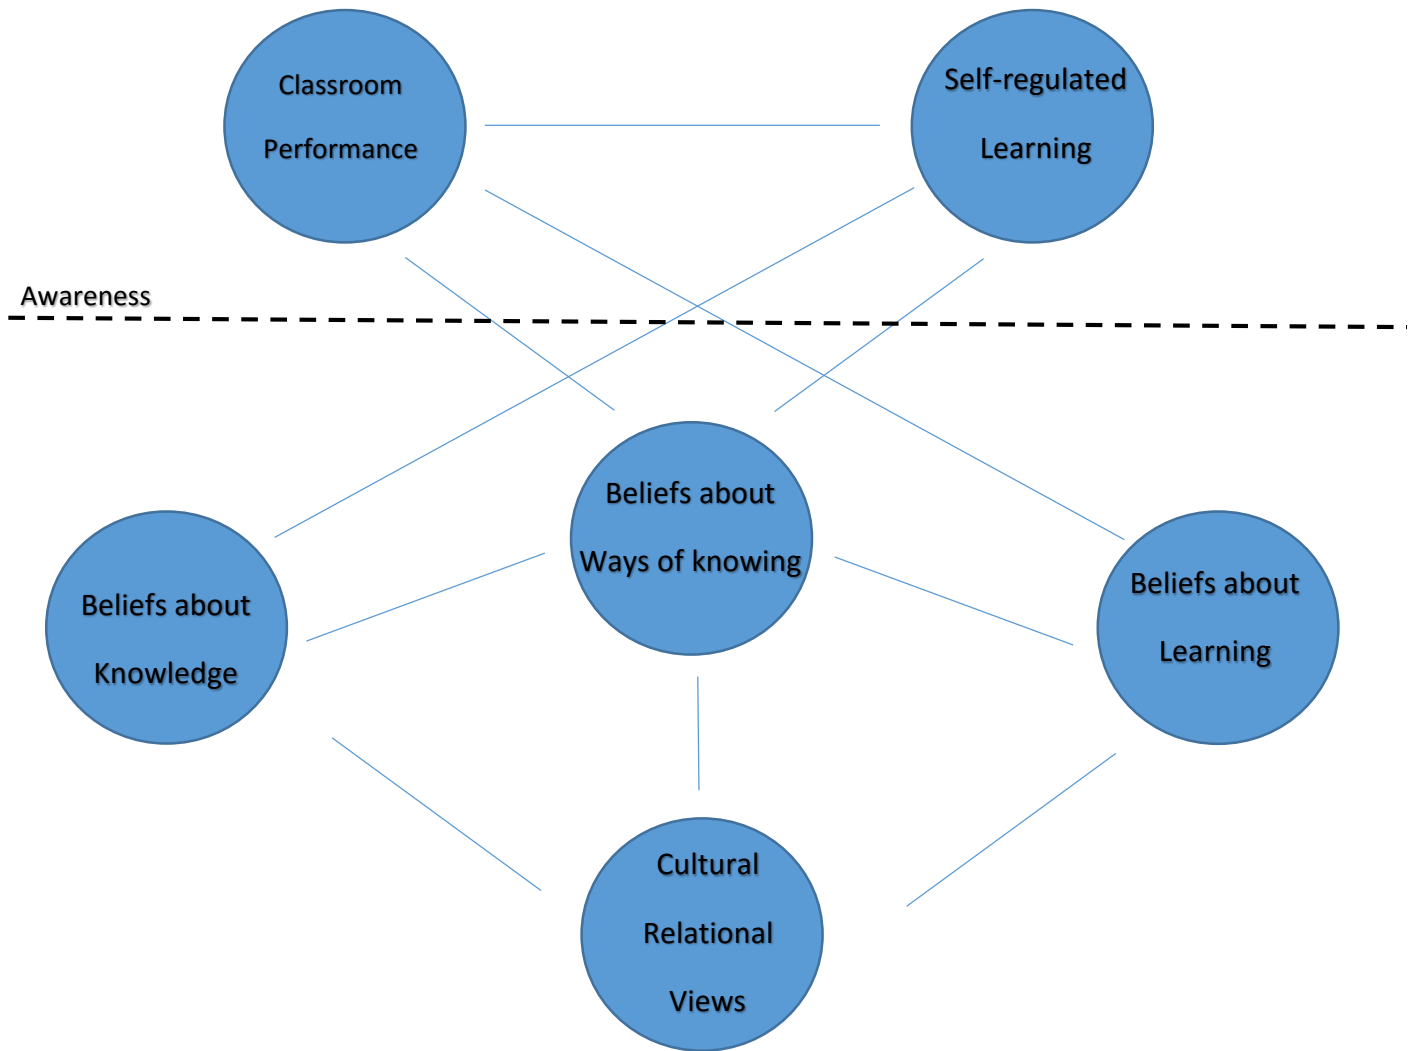 Classroom
Performance
Self-regulated
Learning
Awareness
Beliefs about
Ways of knowing
Beliefs about
Knowledge
Beliefs about
Learning
Cultural
Relational
Views